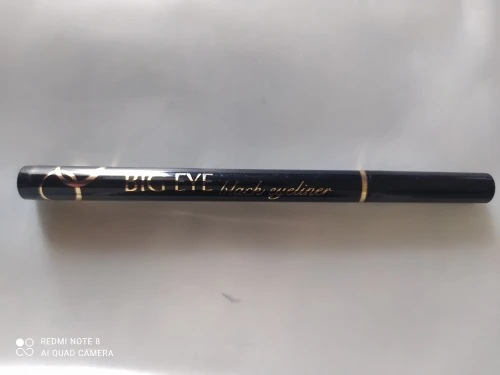 BIG EYE black eyeliner
REDMI NOTE 8
AI QUAD CAMERA